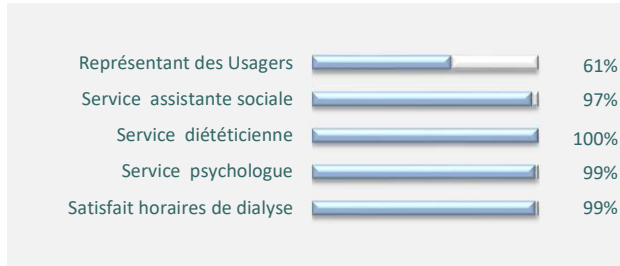 Représentant des Usagers 61%
Service assistante sociale 97%
Service diététicienne 100%
Service psychologue 99%
Satisfait horaires de dialyse 99%